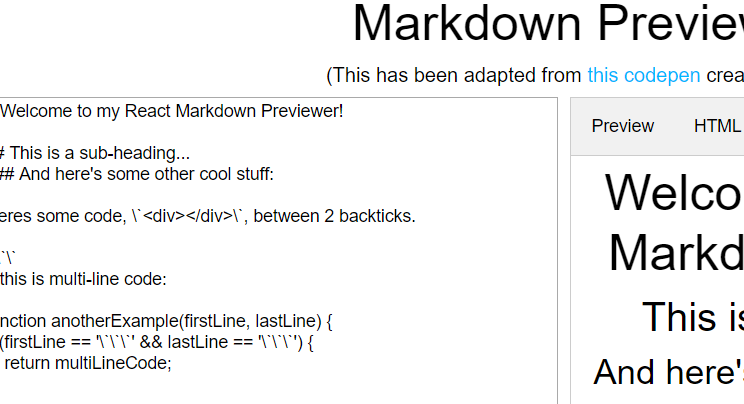 Markdown Preview
(This has been adapted from this codepen crea
Welcome to my React Markdown Previewer!
# This is a sub-heading...
## And here's some other cool stuff:
eres some code, \`<div></div>\`, between 2 backticks.
`\`
this is multi-line code:
nction anotherExample(firstLine, lastLine) {
(firstLine == '\`\`\`' && lastLine == '\`\`\`') {
return multiLineCode;
Preview HTML
Welco
Markd
This is
And here's